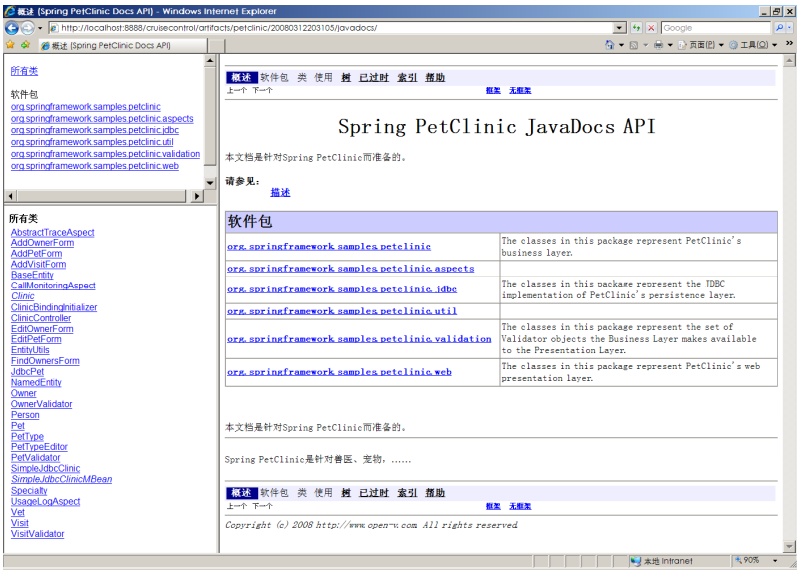 概述 (Spring PetClinic Docs API) - Windows Internet Explorer
http://localhost:8888/cruisecontrol/artifacts/petclinic/20080312203105/javadocs/
Google
概述 (Spring PetClinic Docs API)
页面(P)
工具(O)
所有类
软件包
org.springframework.samples.petclinic
org.springframework.samples.petclinic.aspects
org.springframework.samples.petclinic.jdbc
org.springframework.samples.petclinic.util
org.springframework.samples.petclinic.validation
org.springframework.samples.petclinic.web
所有类
AbstractTraceAspect
AddOwnerForm
AddPetForm
AddVisitForm
BaseEntity
CallMonitoringAspect
Clinic
ClinicBindingInitializer
ClinicController
EditOwnerForm
EditPetForm
EntityUtils
FindOwnersForm
JdbcPet
NamedEntity
Owner
OwnerValidator
Person
Pet
PetType
PetTypeEditor
PetValidator
SimpleJdbcClinic
SimpleJdbcClinicMBean
Specialty
UsageLogAspect
Vet
Visit
VisitValidator
概述 软件包 类 使用 树 已过时 索引 帮助
上一个 下一个 框架 无框架
Spring PetClinic JavaDocs API
本文档是针对Spring PetClinic而准备的。
请参见:
描述
软件包
org.springframework.samples.petclinic The classes in this package represent PetClinic's
business layer.
org.springframework.samples.petclinic.aspects
org.springframework.samples.petclinic.jdbc The classes in this package represent the JDBC
implementation of PetClinic's persistence layer.
org.springframework.samples.petclinic.util
org.springframework.samples.petclinic.validation The classes in this package represent the set of
Validator objects the Business Layer makes available
to the Presentation Layer.
org.springframework.samples.petclinic.web The classes in this package represent PetClinic's web
presentation layer.
本文档是针对Spring PetClinic而准备的。
Spring PetClinic是针对兽医、宠物，......
概述 软件包 类 使用 树 已过时 索引 帮助
上一个 下一个 框架 无框架
Copyright (c) 2008 http://www.open-v.com. All rights reserved.
本地 Intranet
90%